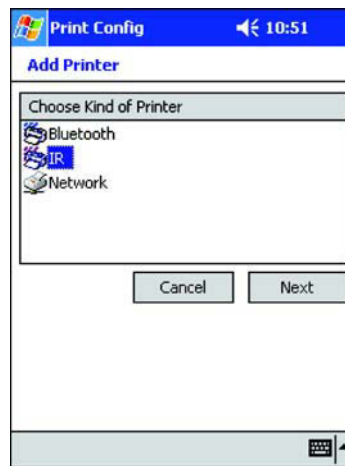 Print Config 10:51
Add Printer
Choose Kind of Printer
Bluetooth
IR
Network
Cancel Next